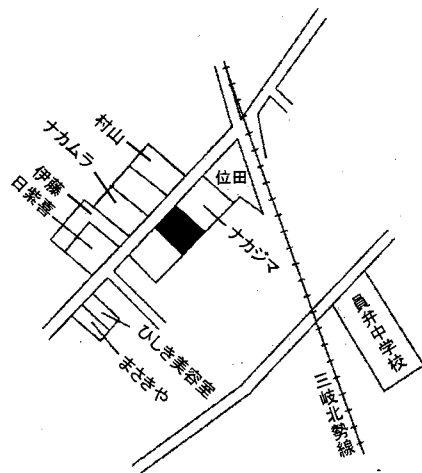 村山
ナカムラ
伊藤
日紫喜
位田
ナカジマ
ひしき美容室
まさきや
員弁中学校
三岐北勢線